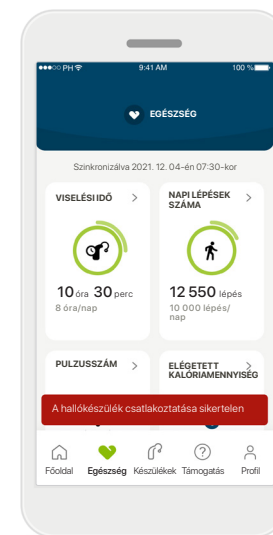 PH 9:41 AM 100 %
EGÉSZSÉG
Szinkronizálva 2021. 12. 04-én 07:30-kor
VISELÉSI IDŐ >
10 óra 30 perc
8 óra/nap
NAPI LÉPÉSEK >
SZÁMA
12 550 lépés
10 000 lépés/
nap
PULZUSSZÁM >
ELÉGETETT >
KALÓRIAMENNYISÉG
A hallókészülék csatlakoztatása sikertelen
Főoldal Egészség Készülékek Támogatás Profil